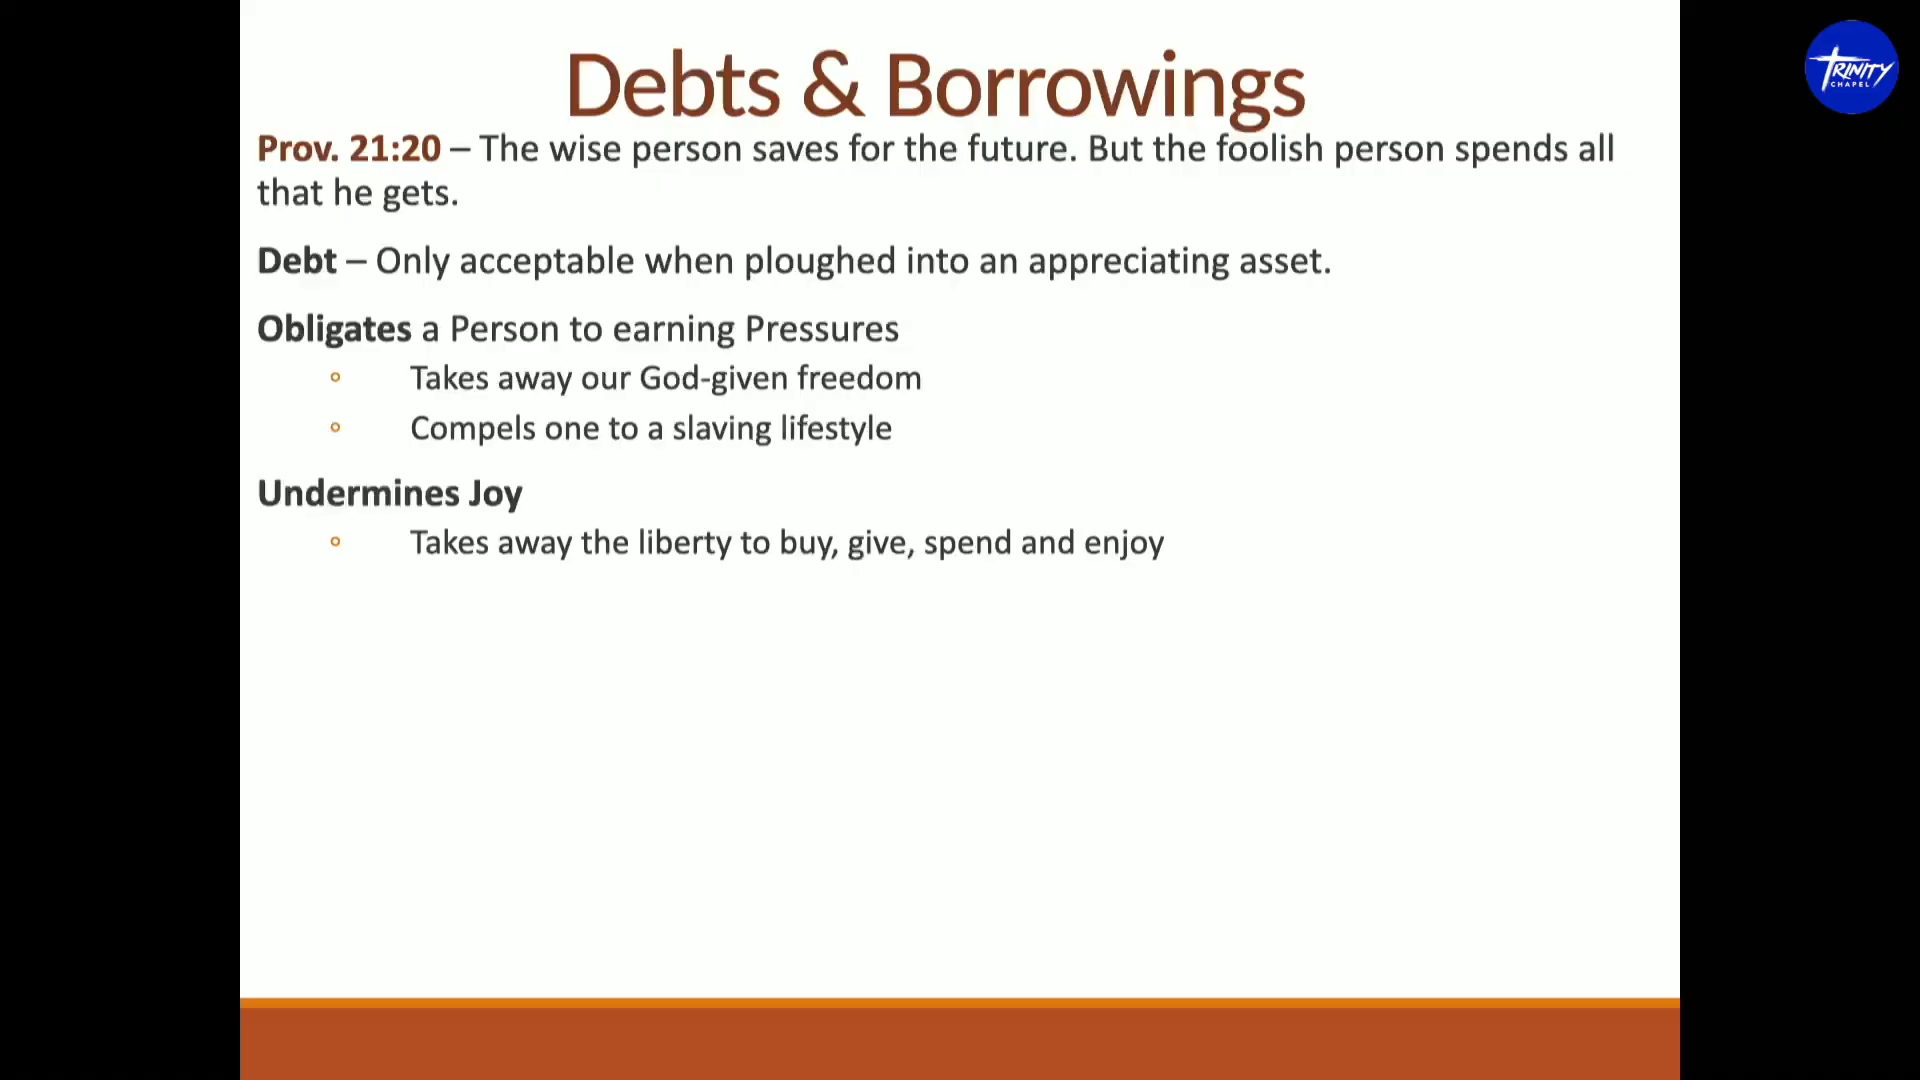 Debts & Borrowings
TRINITY
CHAPEL
Prov. 21:20 – The wise person saves for the future. But the foolish person spends all
that he gets.
Debt – Only acceptable when ploughed into an appreciating asset.
Obligates a Person to earning Pressures
° Takes away our God-given freedom
° Compels one to a slaving lifestyle
Undermines Joy
° Takes away the liberty to buy, give, spend and enjoy